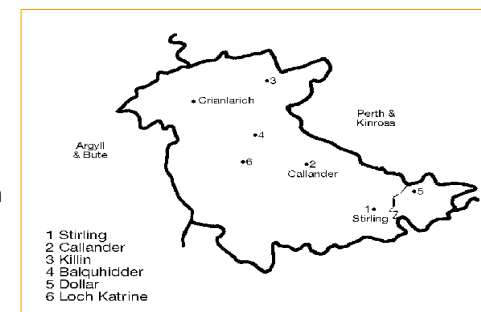 3
Crianlarich
Perth &
Kinross
4
Argyll
& Bute
6
2
Callander
5
1
Stirling
1 Stirling
2 Callander
3 Killin
4 Balquhidder
5 Dollar
6 Loch Katrine